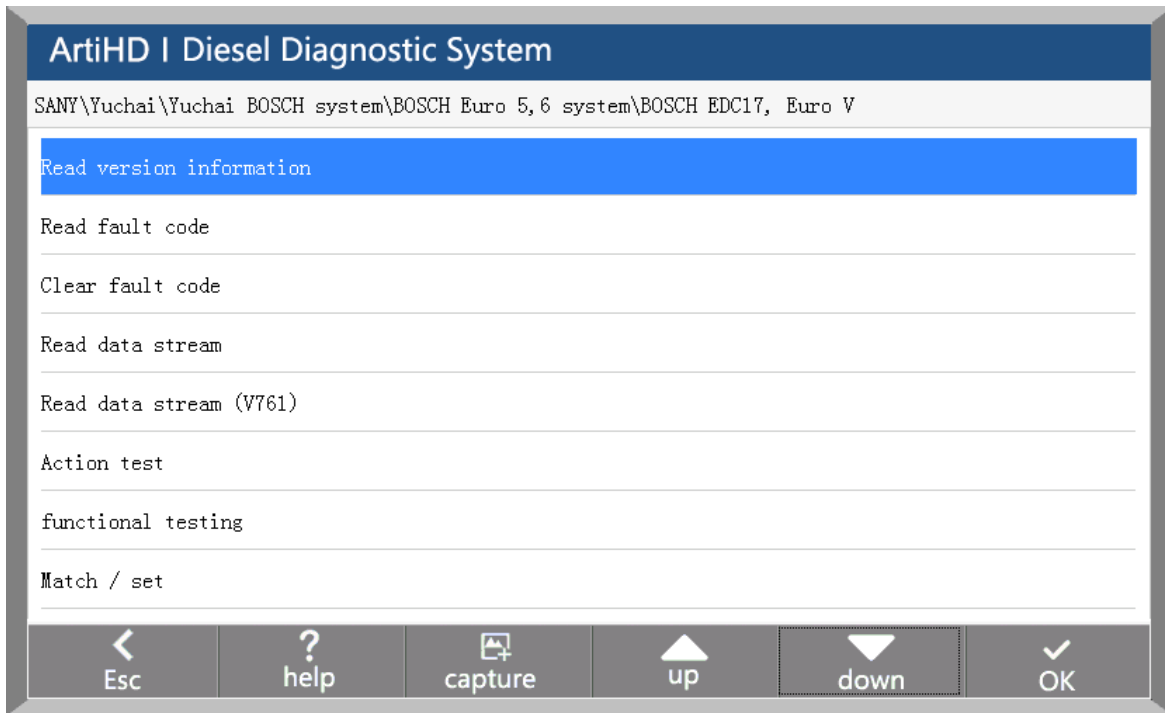 ArtiHD | Diesel Diagnostic System
SANY\Yuchai\Yuchai BOSCH system\BOSCH Euro 5,6 system\BOSCH EDC17, Euro V
Read version information
Read fault code
Clear fault code
Read data stream
Read data stream (V761)
Action test
functional testing
Match / set
Esc help capture up down OK